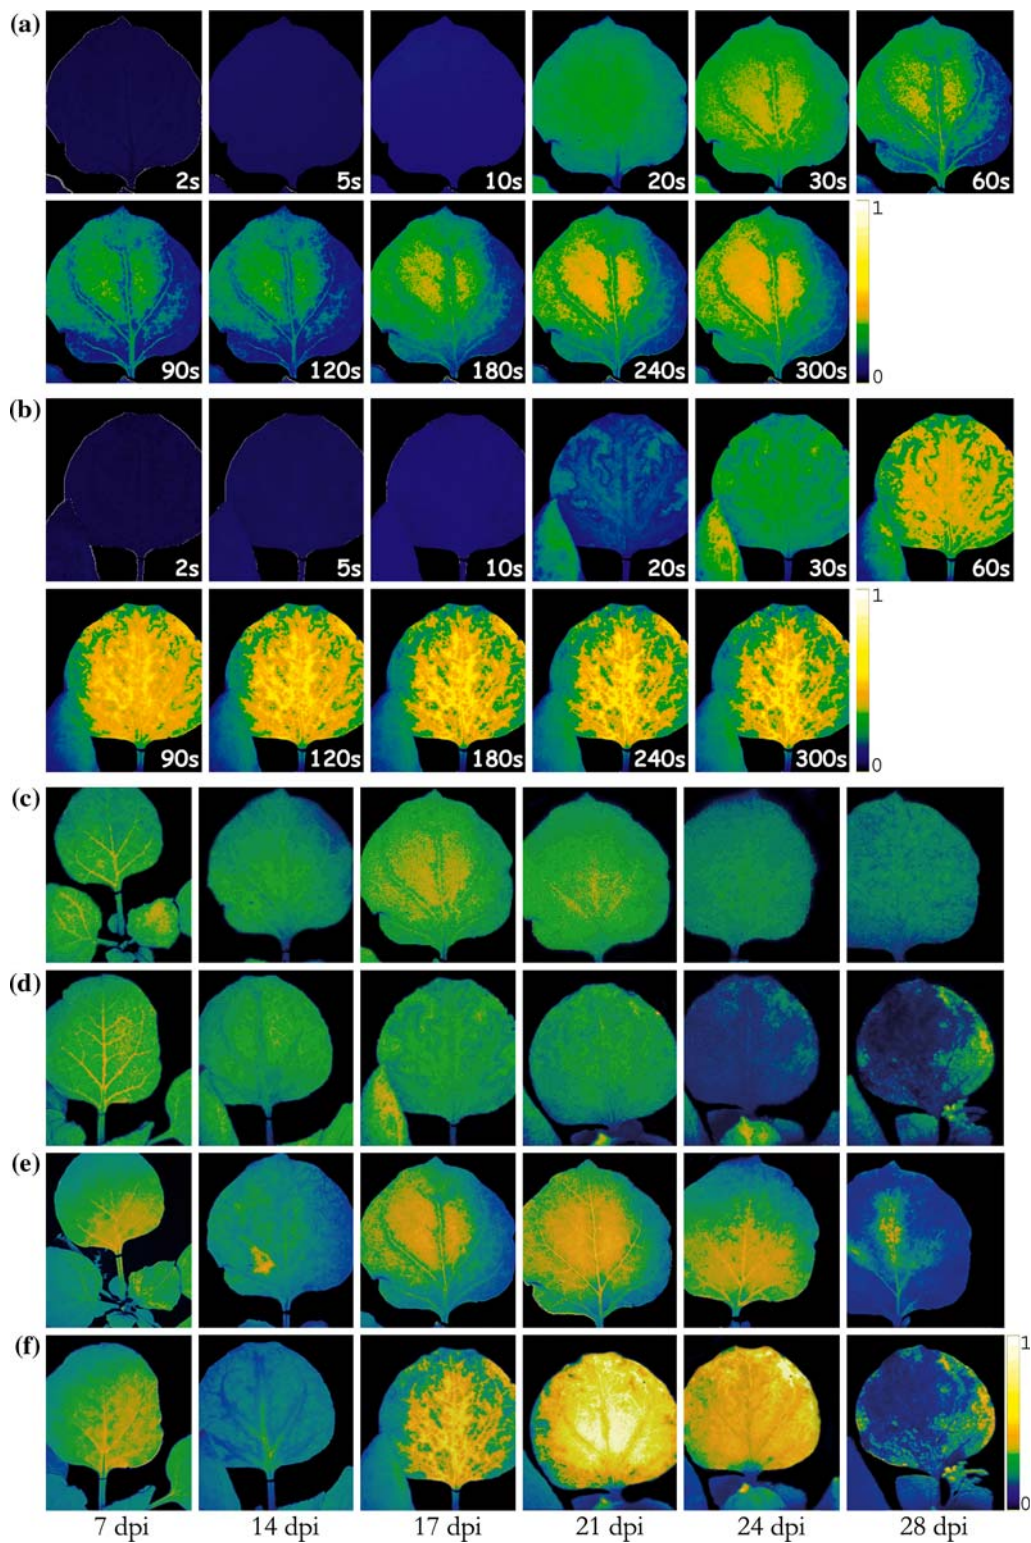 (a)
2s 5s 10s 20s 30s 60s
1
90s 120s 180s 240s 300s 0
(b)
2s 5s 10s 20s 30s 60s
1
90s 120s 180s 240s 300s 0
(c)
(d)
(e)
(f)
1
0
7 dpi 14 dpi 17 dpi 21 dpi 24 dpi 28 dpi